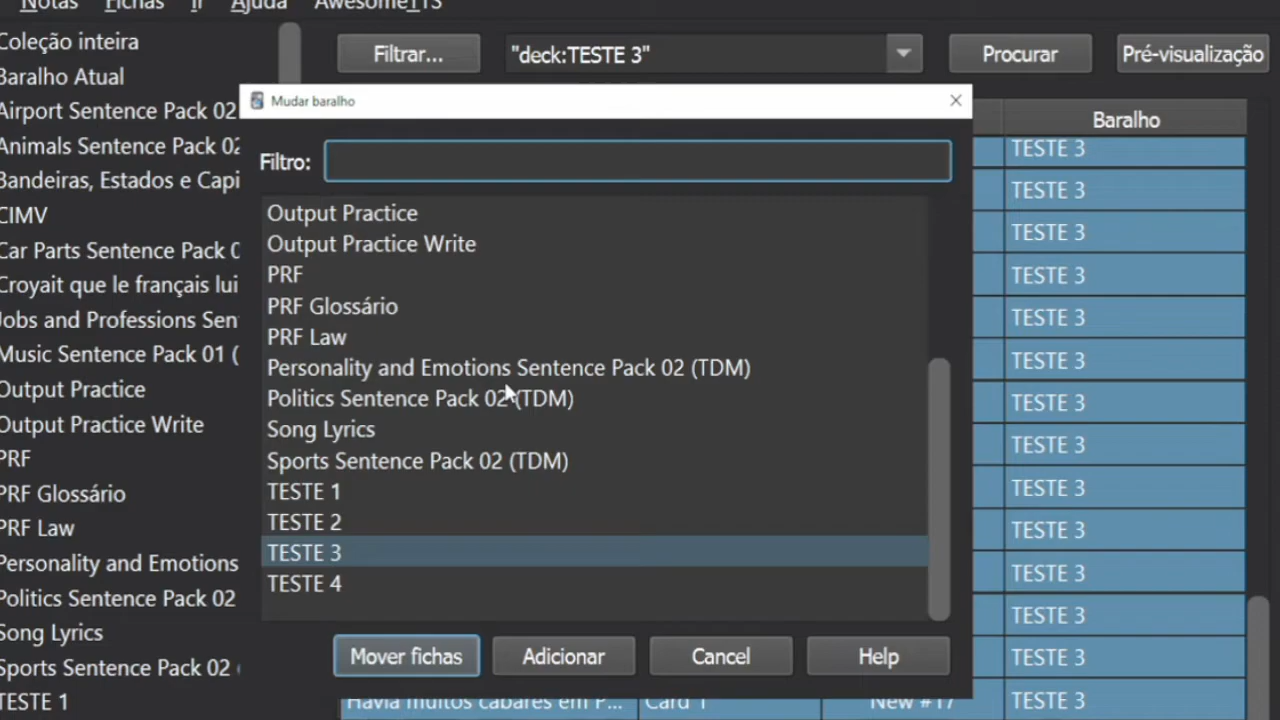 Notas Fichas Ir Ajuda AwesomeTTS
Coleção inteira
Baralho Atual
Airport Sentence Pack 02
Animals Sentence Pack 02
Bandeiras, Estados e Capi
CIMV
Car Parts Sentence Pack 0
Croyait que le français lui
Jobs and Professions Sen
Music Sentence Pack 01 (
Output Practice
Output Practice Write
PRF
PRF Glossário
PRF Law
Personality and Emotions
Politics Sentence Pack 02
Song Lyrics
Sports Sentence Pack 02 (
TESTE 1
Filtrar...
"deck:TESTE 3"
Procurar
Pré-visualização
Mudar baralho
Filtro:
Output Practice
Output Practice Write
PRF
PRF Glossário
PRF Law
Personality and Emotions Sentence Pack 02 (TDM)
Politics Sentence Pack 02 (TDM)
Song Lyrics
Sports Sentence Pack 02 (TDM)
TESTE 1
TESTE 2
TESTE 3
TESTE 4
Mover fichas
Adicionar
Cancel
Help
Baralho
TESTE 3
TESTE 3
TESTE 3
TESTE 3
TESTE 3
TESTE 3
TESTE 3
TESTE 3
TESTE 3
TESTE 3
TESTE 3
TESTE 3
TESTE 3
Havia muitos cabarés em P... Card 1 New #17 TESTE 3